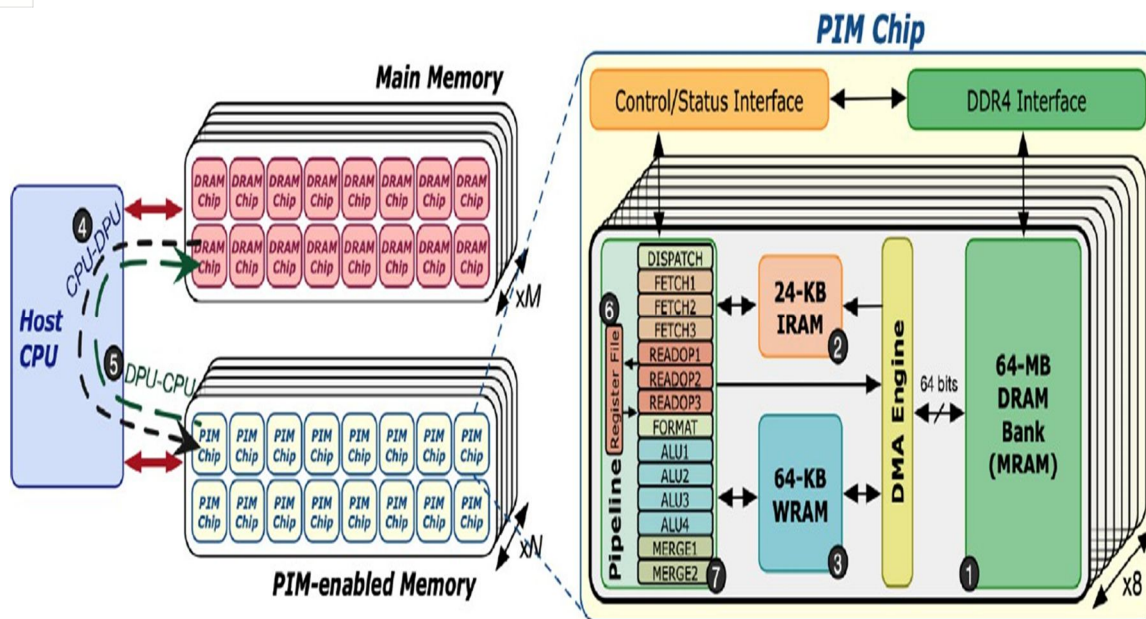 PIM Chip
Main Memory
Control/Status Interface
DDR4 Interface
DRAM Chip DRAM Chip DRAM Chip DRAM Chip DRAM Chip DRAM Chip DRAM Chip DRAM Chip
DRAM Chip DRAM Chip DRAM Chip DRAM Chip DRAM Chip DRAM Chip DRAM Chip DRAM Chip
xM
4
CPU-DPU
Host
CPU
5
DPU-CPU
PIM Chip PIM Chip PIM Chip PIM Chip PIM Chip PIM Chip PIM Chip PIM Chip
PIM Chip PIM Chip PIM Chip PIM Chip PIM Chip PIM Chip PIM Chip PIM Chip
xN
PIM-enabled Memory
6
Register File
Pipeline
DISPATCH
FETCH1
FETCH2
FETCH3
READOP1
READOP2
READOP3
FORMAT
ALU1
ALU2
ALU3
ALU4
MERGE1
MERGE2
7
24-KB
IRAM
2
64-KB
WRAM
3
DMA Engine
64 bits
64-MB
DRAM
Bank
(MRAM)
1
x8